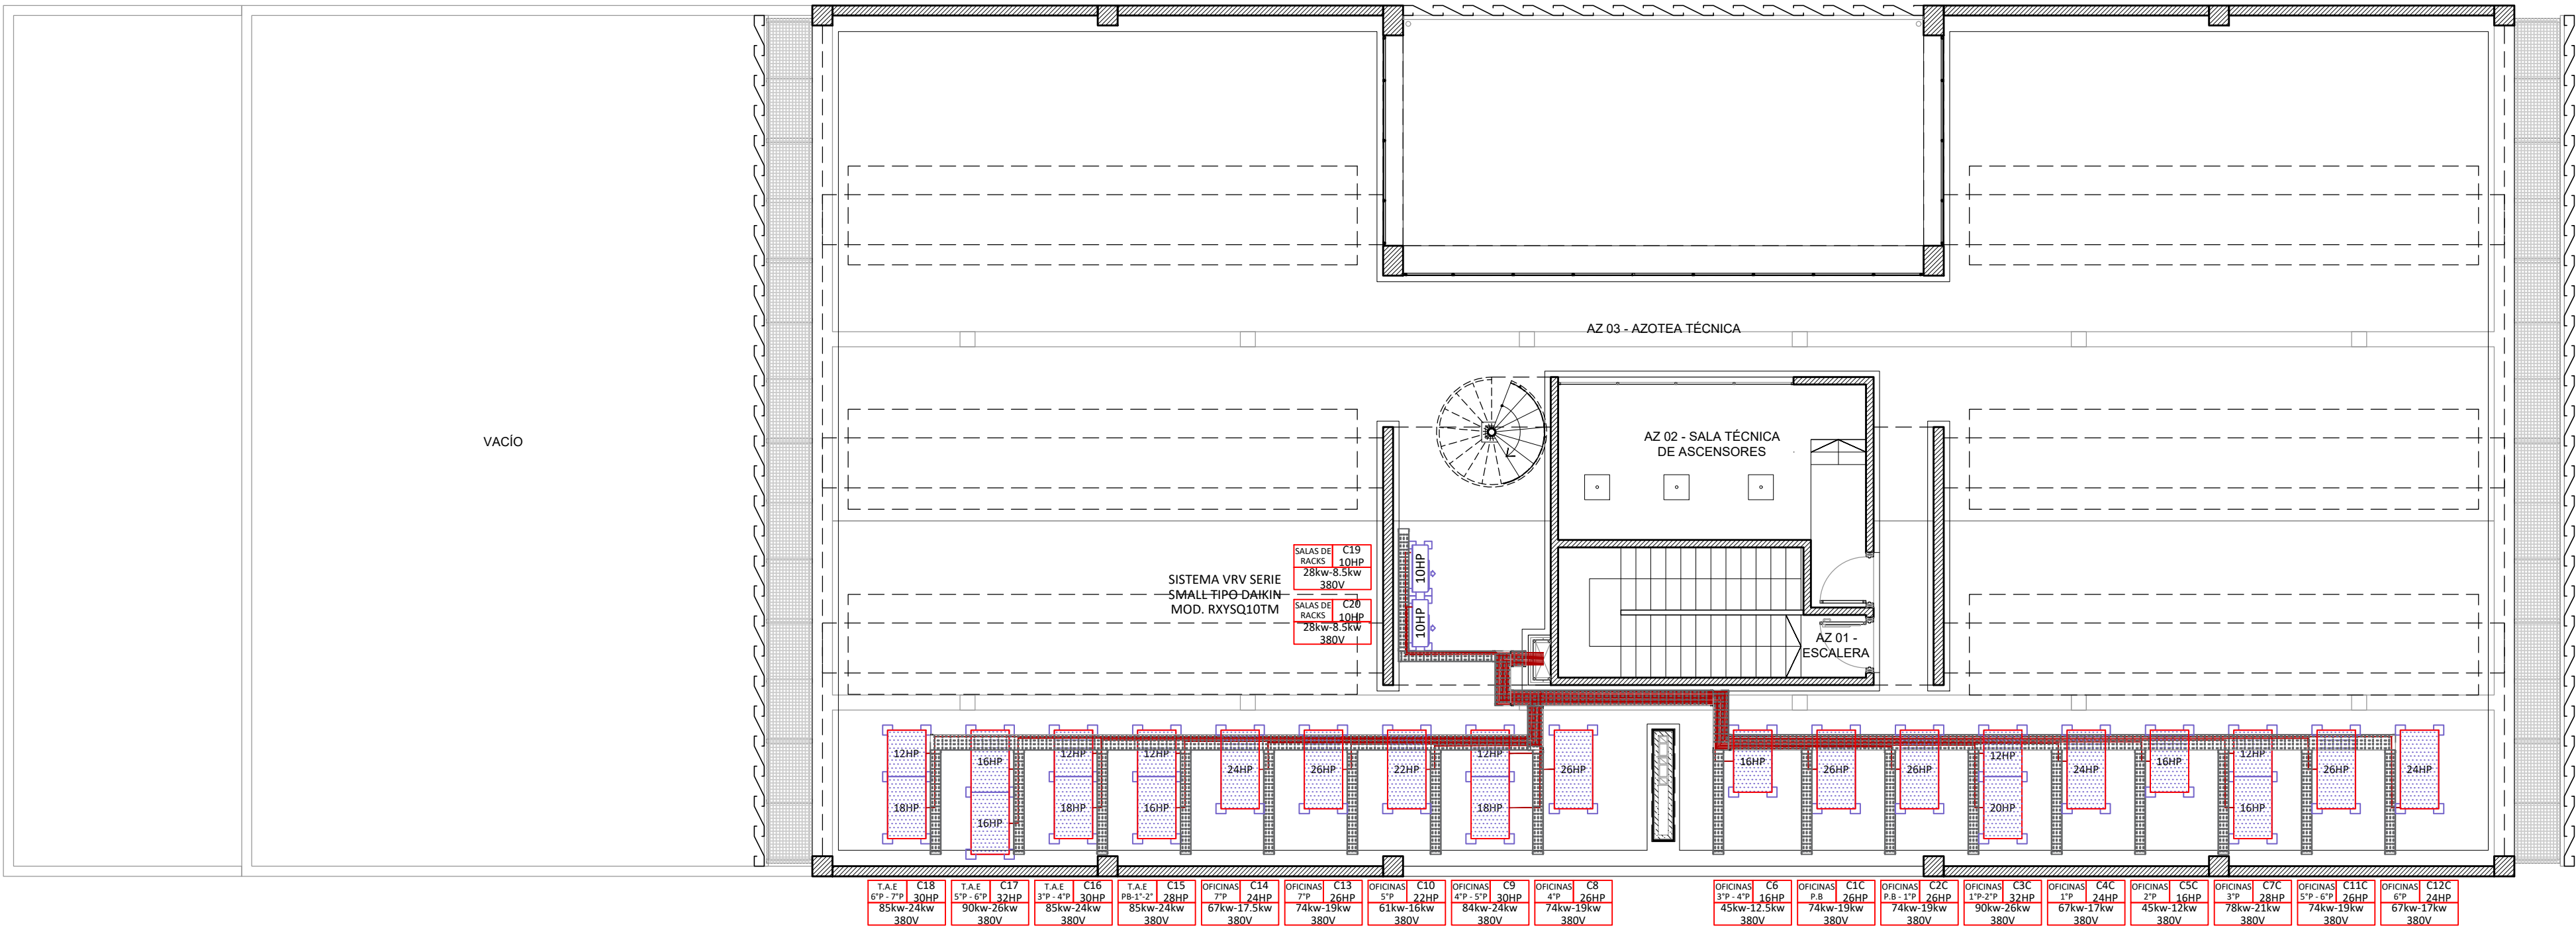 AZ 03 - AZOTEA TÉCNICA
VACÍO
AZ 02 - SALA TÉCNICA
DE ASCENSORES
SISTEMA VRV SERIE
SMALL TIPO DAIKIN
MOD. RXYSQ10TM
SALAS DE RACKS C19 10HP
28kw-8.5kw
380V
SALAS DE RACKS C20 10HP
28kw-8.5kw
380V
10HP
10HP
AZ 01 -
ESCALERA
12HP 16HP 12HP 12HP 24HP 26HP 22HP 12HP 26HP 16HP 26HP 26HP 12HP 24HP 16HP 12HP 26HP 24HP
18HP 16HP 18HP 16HP 18HP 20HP 16HP
T.A.E C18
6°P - 7°P 30HP
85kw-24kw
380V
T.A.E C17
5°P - 6°P 32HP
90kw-26kw
380V
T.A.E C16
3°P - 4°P 30HP
85kw-24kw
380V
T.A.E C15
PB-1°-2° 28HP
85kw-24kw
380V
OFICINAS C14
7°P 24HP
67kw-17.5kw
380V
OFICINAS C13
7°P 26HP
74kw-19kw
380V
OFICINAS C10
5°P 22HP
61kw-16kw
380V
OFICINAS C9
4°P - 5°P 30HP
84kw-24kw
380V
OFICINAS C8
4°P 26HP
74kw-19kw
380V
OFICINAS C6
3°P - 4°P 16HP
45kw-12.5kw
380V
OFICINAS C1C
P.B 26HP
74kw-19kw
380V
OFICINAS C2C
P.B - 1°P 26HP
74kw-19kw
380V
OFICINAS C3C
1°P-2°P 32HP
90kw-26kw
380V
OFICINAS C4C
1°P 24HP
67kw-17kw
380V
OFICINAS C5C
2°P 16HP
45kw-12kw
380V
OFICINAS C7C
3°P 28HP
78kw-21kw
380V
OFICINAS C11C
5°P - 6°P 26HP
74kw-19kw
380V
OFICINAS C12C
6°P 24HP
67kw-17kw
380V